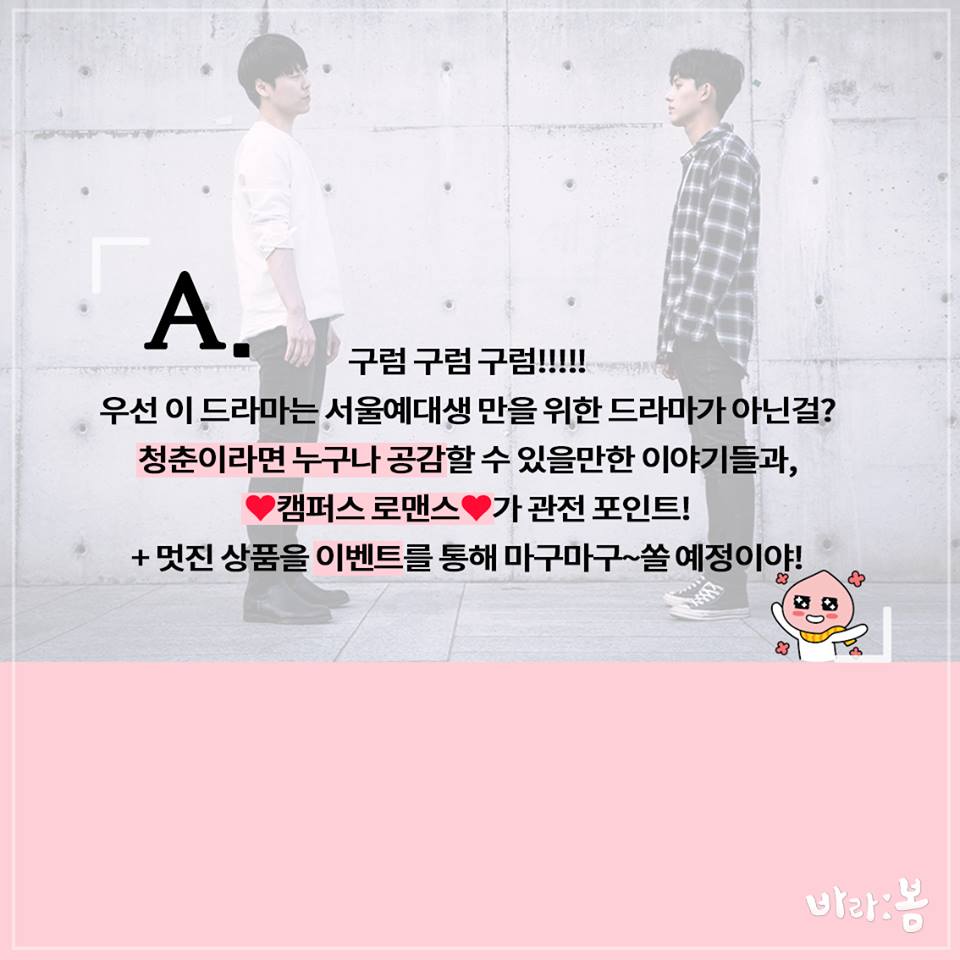 A.
구럼 구럼 구럼!!!!!
우선 이 드라마는 서울예대생 만을 위한 드라마가 아닌걸?
청춘이라면 누구나 공감할 수 있을만한 이야기들과,
♥캠퍼스 로맨스♥가 관전 포인트!
+ 멋진 상품을 이벤트를 통해 마구마구~쏠 예정이야!
바라:봄